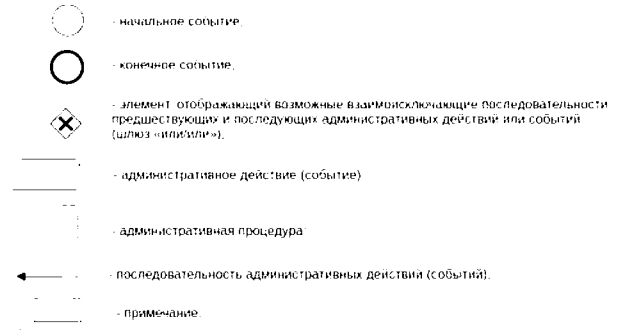 - начальное событие,
- конечное событие,
- элемент, отображающий возможные взаимоисключающие последовательности
предшествующих и последующих административных действий или событий
(шлюз «или/или»),
- административное действие (событие)
- административная процедура
- последовательность административных действий (событий),
- примечание.